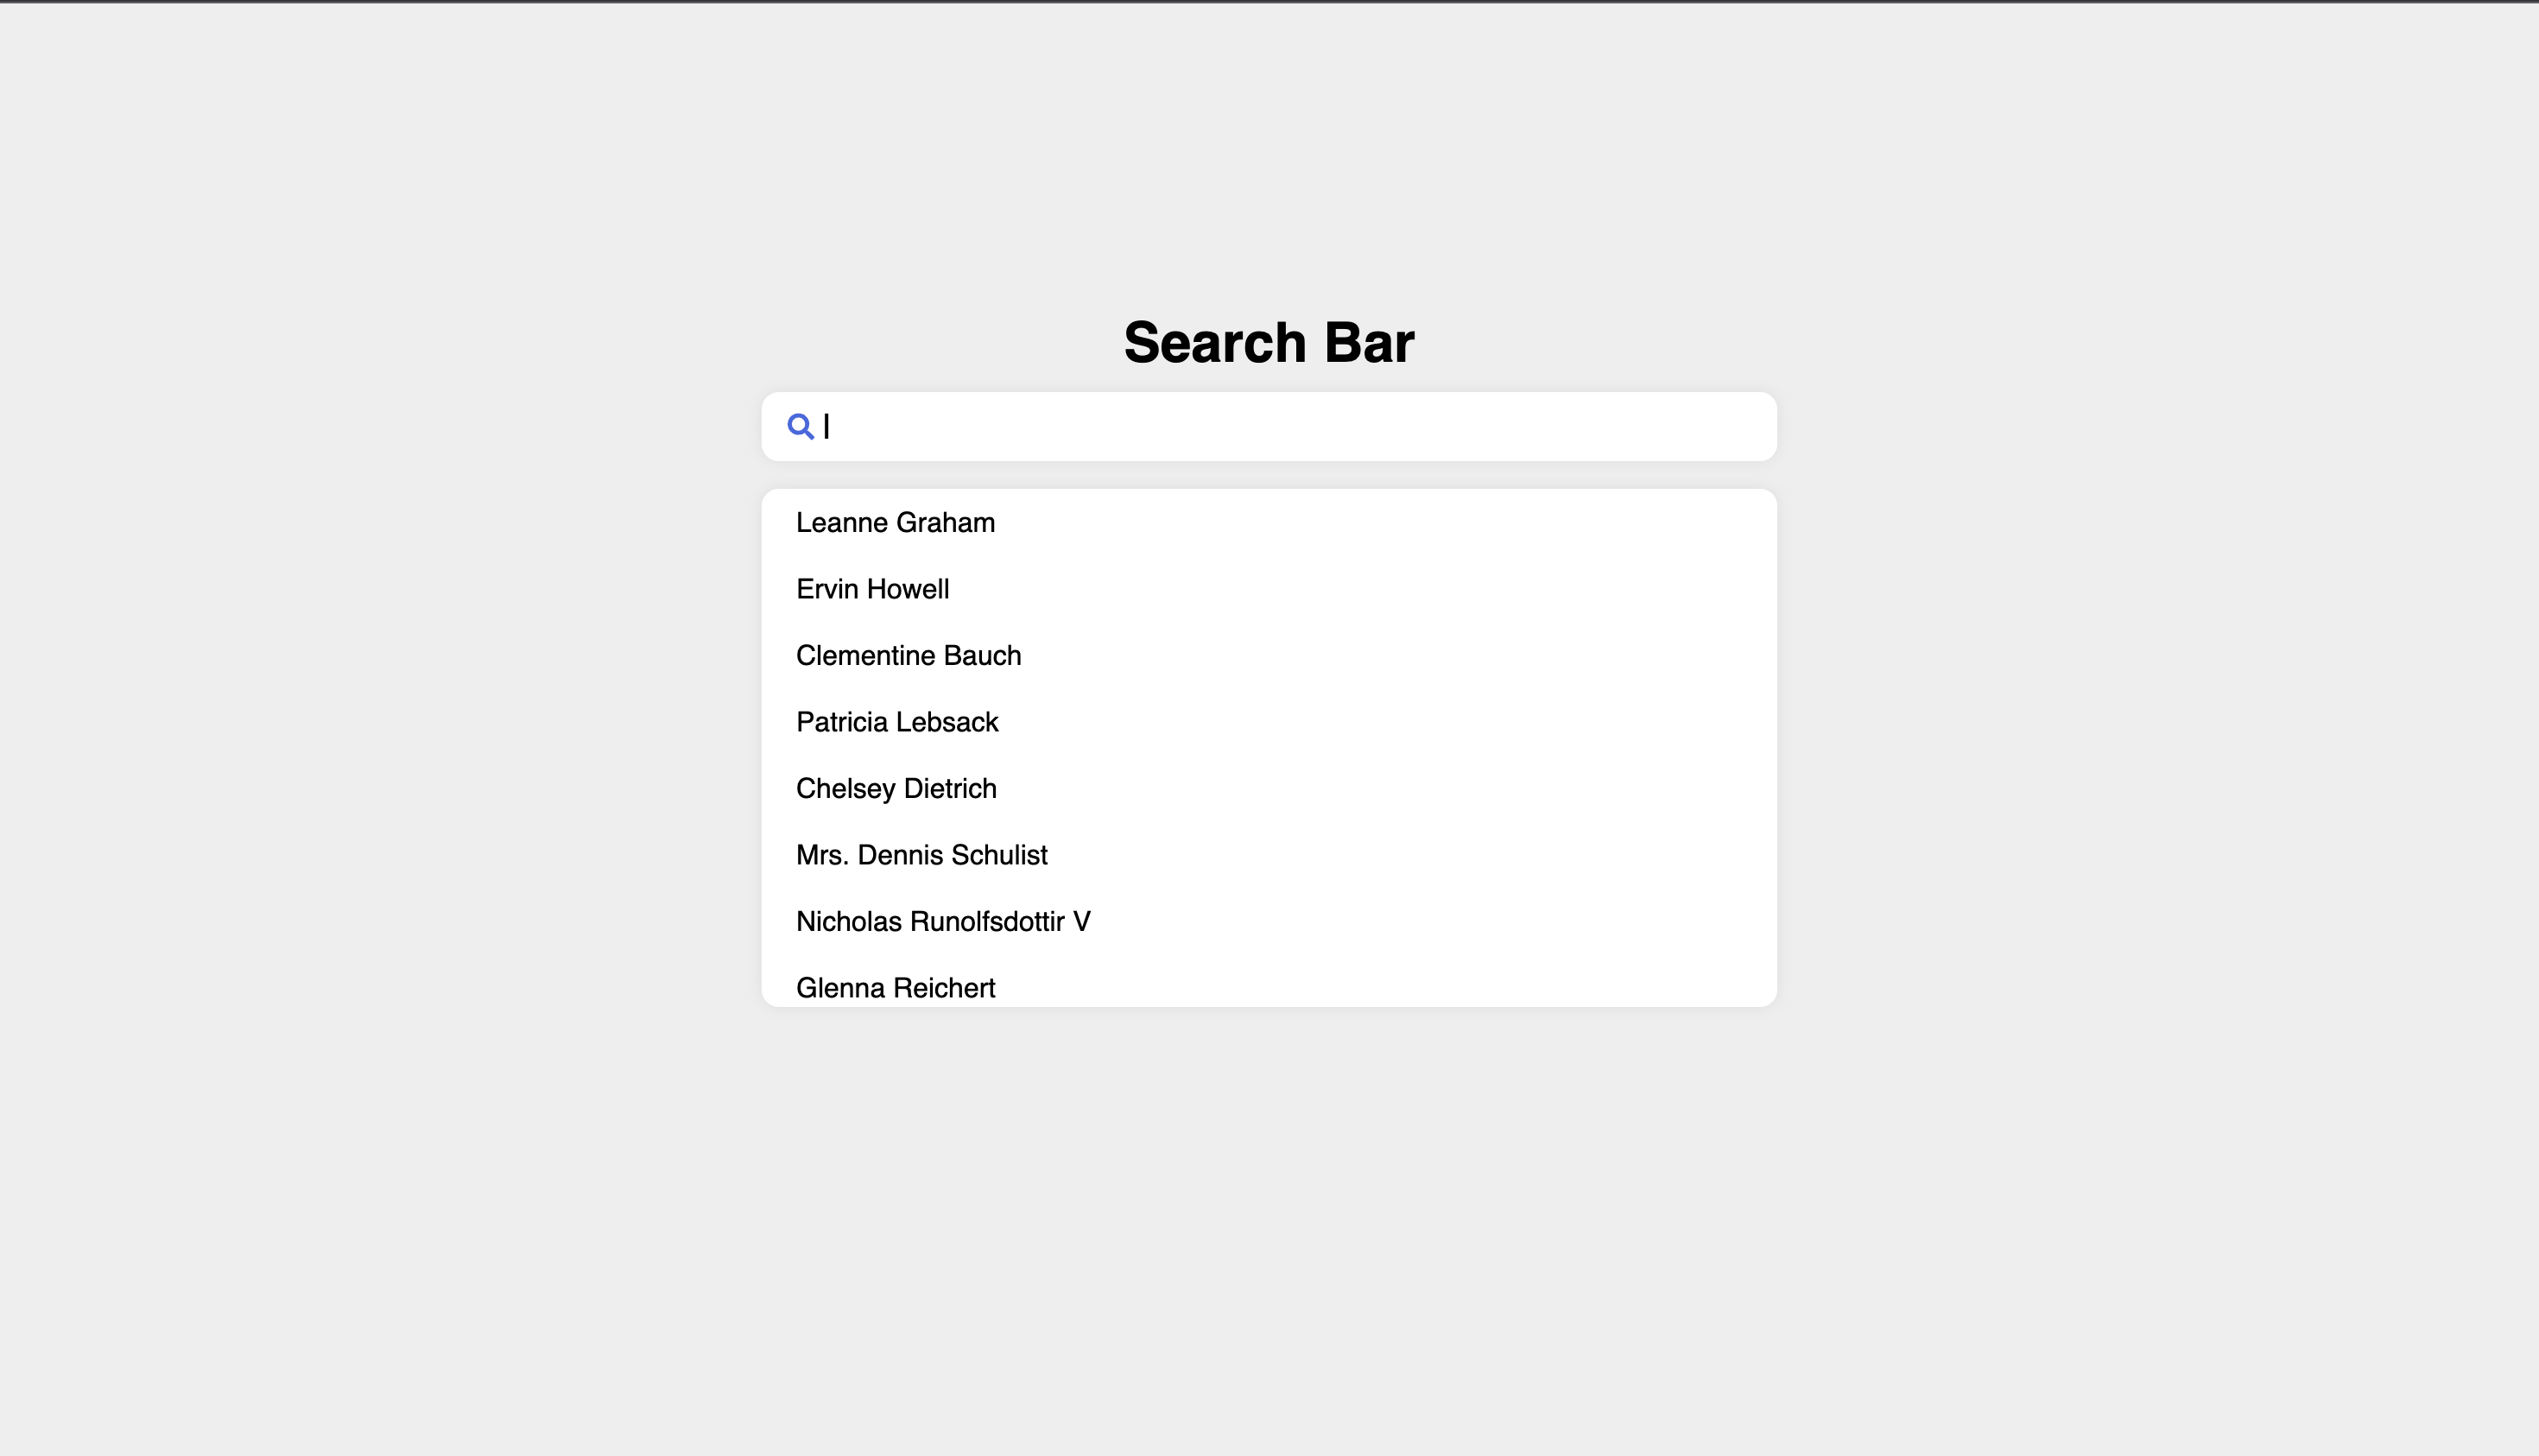 Search Bar
Leanne Graham
Ervin Howell
Clementine Bauch
Patricia Lebsack
Chelsey Dietrich
Mrs. Dennis Schulist
Nicholas Runolfsdottir V
Glenna Reichert